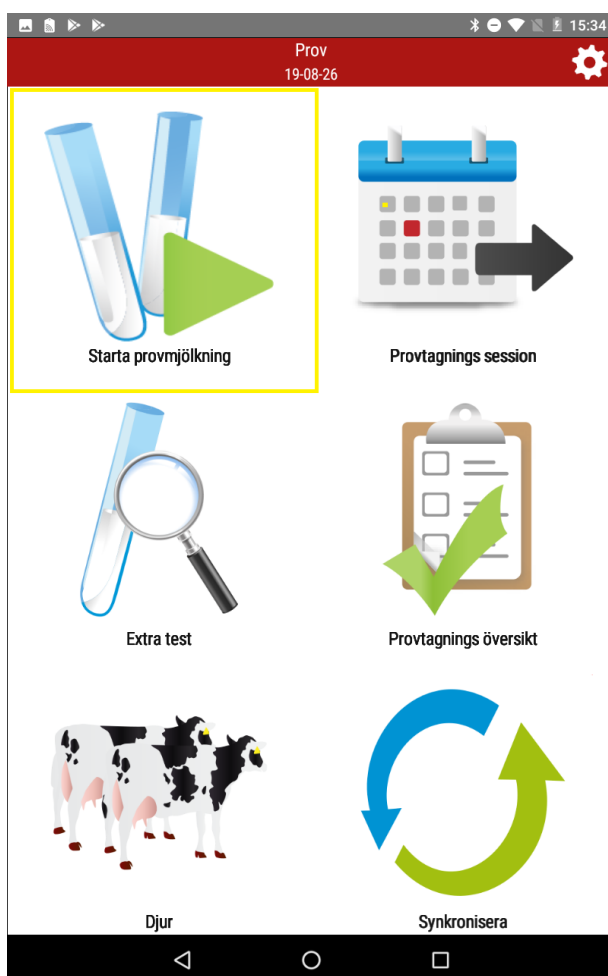 15:34
Prov
19-08-26
Starta provmjölkning
Provtagnings session
Extra test
Provtagnings översikt
Djur
Synkronisera